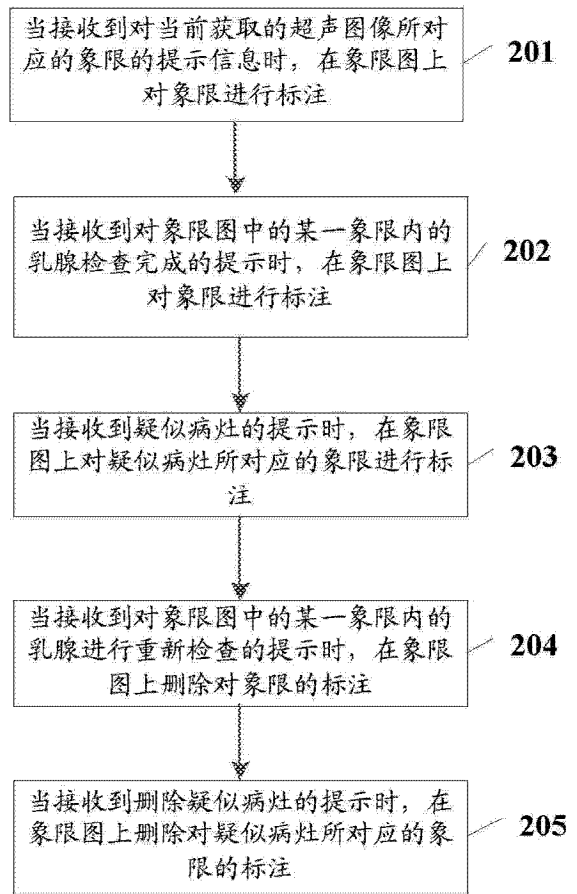 当接收到对当前获取的超声图像所对
应的象限的提示信息时，在象限图上
对象限进行标注
201
当接收到对象限图中的某一象限内的
乳腺检查完成的提示时，在象限图上
对象限进行标注
202
当接收到疑似病灶的提示时，在象限
图上对疑似病灶所对应的象限进行标
注
203
当接收到对象限图中的某一象限内的
乳腺进行重新检查的提示时，在象限
图上删除对象限的标注
204
当接收到删除疑似病灶的提示时，在
象限图上删除对疑似病灶所对应的象
限的标注
205